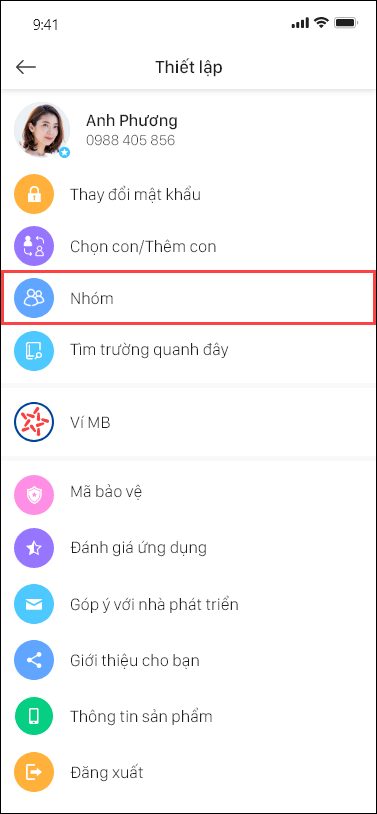 9:41
Thiết lập
Anh Phương
0988 405 856
Thay đổi mật khẩu
Chọn con/Thêm con
Nhóm
Tìm trường quanh đây
Ví MB
Mã bảo vệ
Đánh giá ứng dụng
Góp ý với nhà phát triển
Giới thiệu cho bạn
Thông tin sản phẩm
Đăng xuất